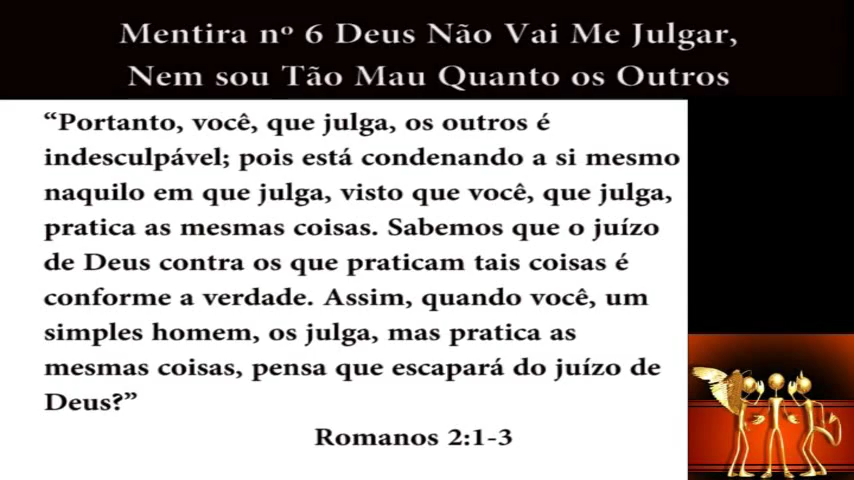 Mentira nº 6 Deus Não Vai Me Julgar,
Nem sou Tão Mau Quanto os Outros
“Portanto, você, que julga, os outros é
indesculpável; pois está condenando a si mesmo
naquilo em que julga, visto que você, que julga,
pratica as mesmas coisas. Sabemos que o juízo
de Deus contra os que praticam tais coisas é
conforme a verdade. Assim, quando você, um
simples homem, os julga, mas pratica as
mesmas coisas, pensa que escapará do juízo de
Deus?”
Romanos 2:1-3